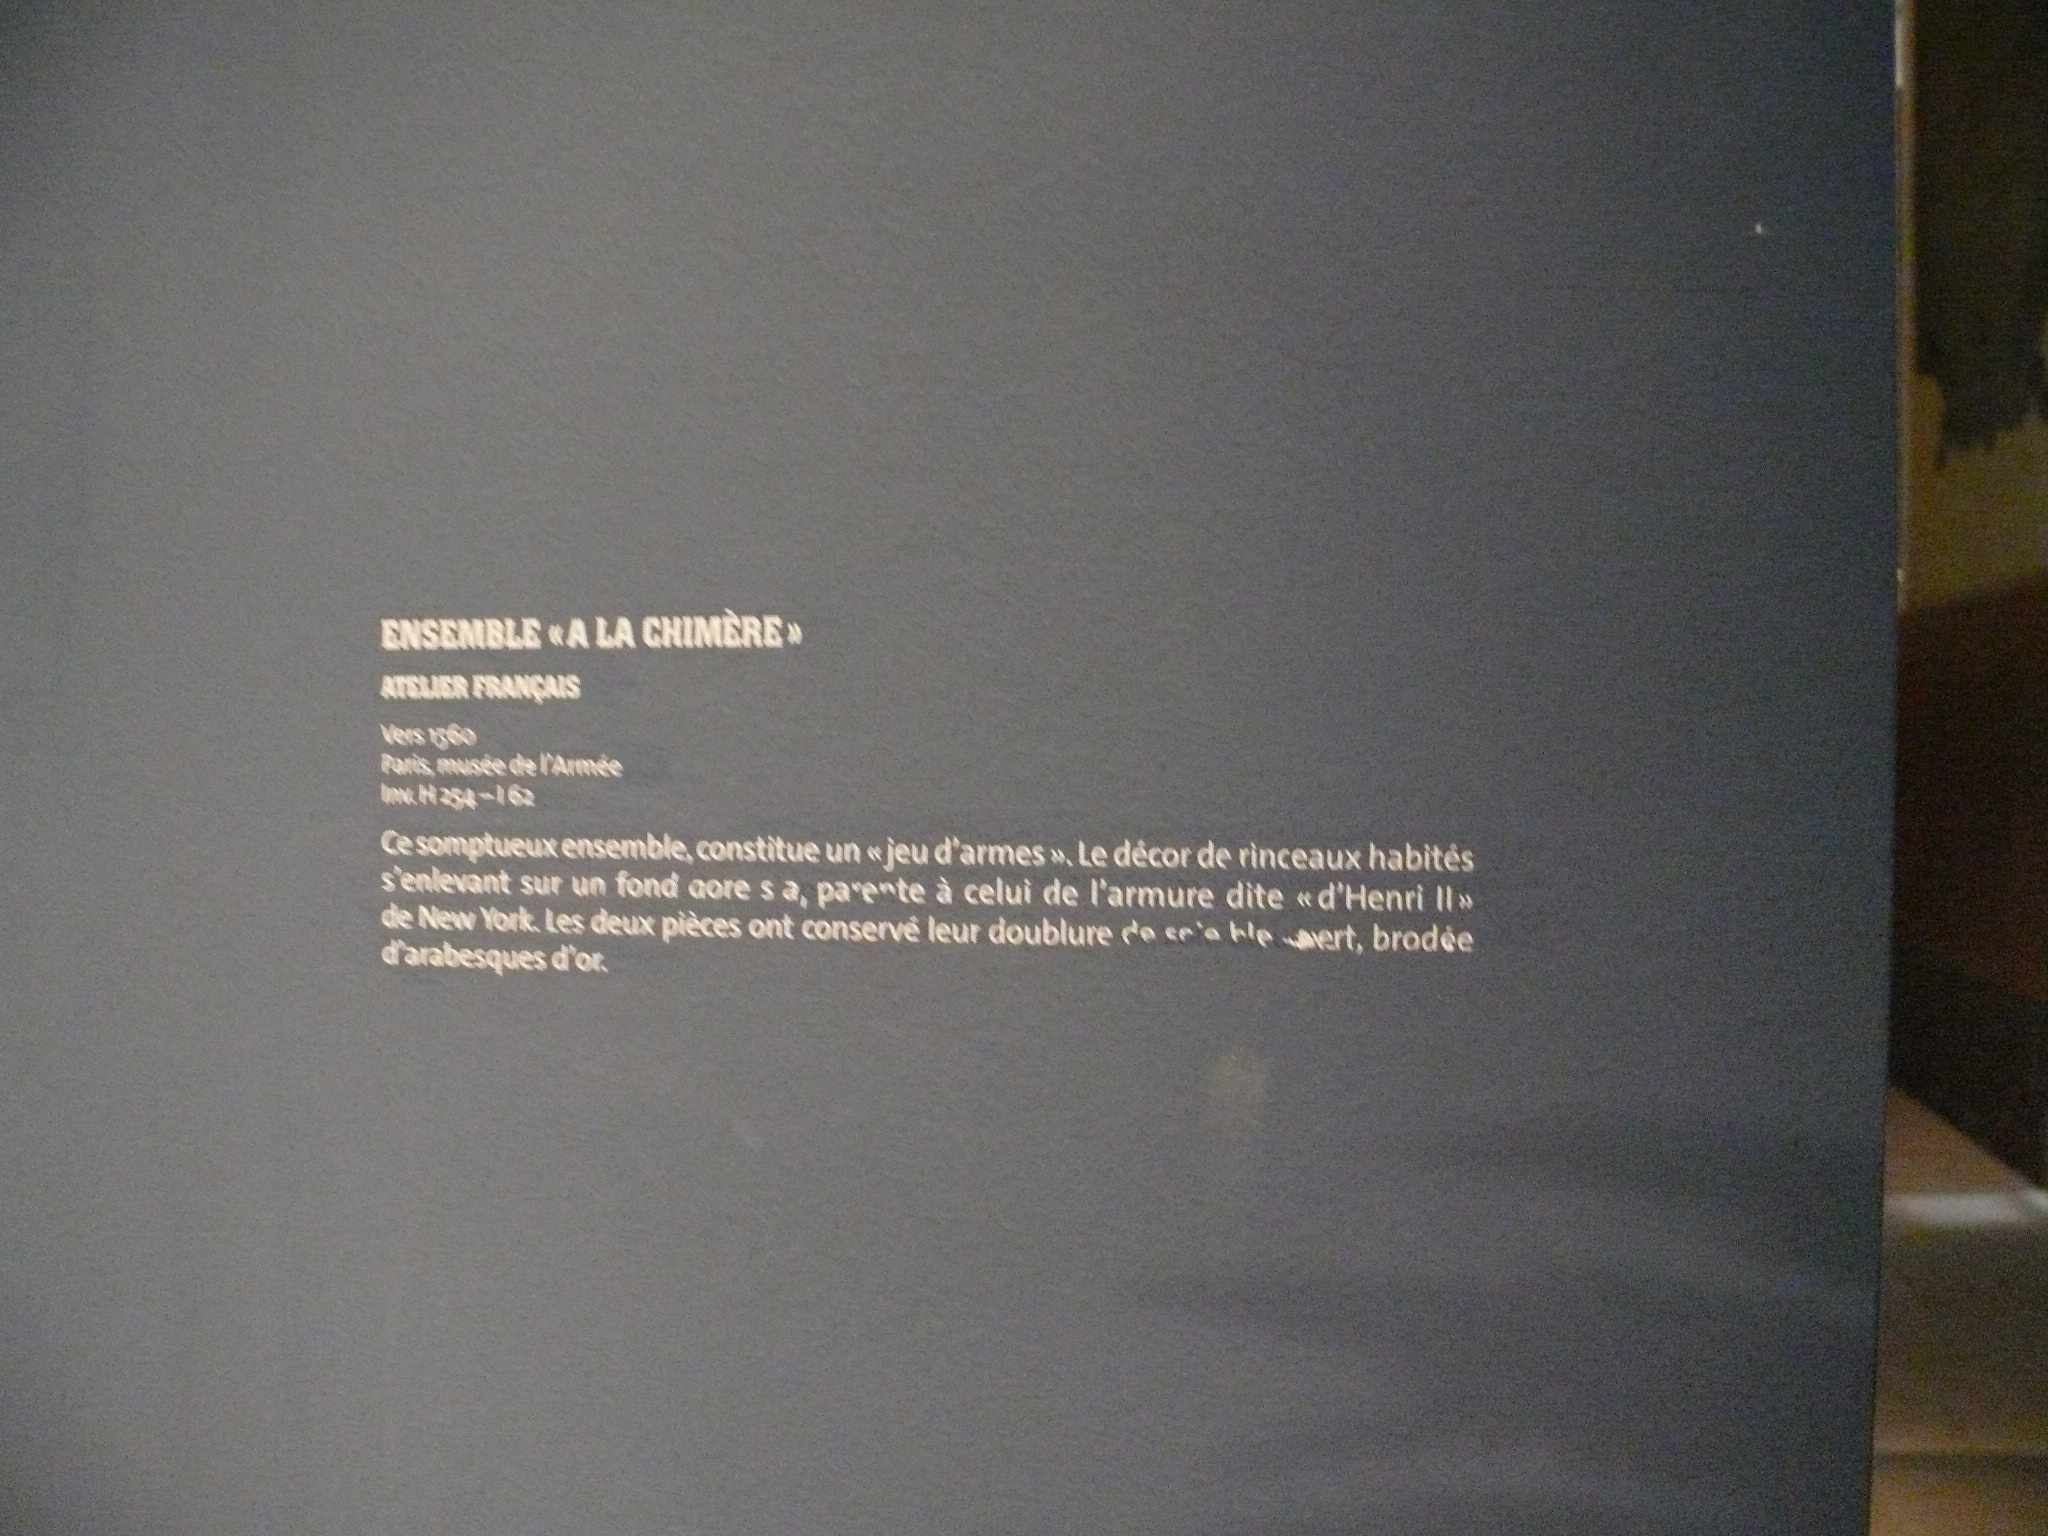 ENSEMBLE « A LA CHIMÈRE »
ATELIER FRANÇAIS
Vers 1560
Paris, musée de l'Armée
Inv. H 254 – I 62
Ce somptueux ensemble, constitue un « jeu d'armes ». Le décor de rinceaux habités
s'enlevant sur un fond à celui de l'armure dite « d'Henri II »
de New York. Les deux pièces ont conservé leur doublure brodée
d'arabesques d'or.